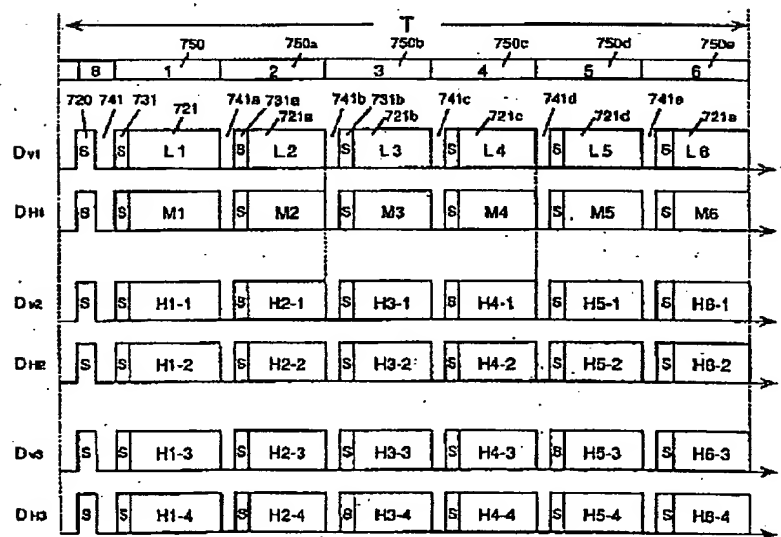 T
750 750a 750b 750c 750d 750e
S 1 2 3 4 5 6
720 741 731 721 741a 731a 721a 741b 731b 721b 741c 721c 741d 721d 741e 721e
DV1 S S L1 S L2 S L3 S L4 S L5 S L6
DH1 S S M1 S M2 S M3 S M4 S M5 S M6
DV2 S S H1-1 S H2-1 S H3-1 S H4-1 S H5-1 S H6-1
DH2 S S H1-2 S H2-2 S H3-2 S H4-2 S H5-2 S H6-2
DV3 S S H1-3 S H2-3 S H3-3 S H4-3 S H5-3 S H6-3
DH3 S S H1-4 S H2-4 S H3-4 S H4-4 S H5-4 S H6-4